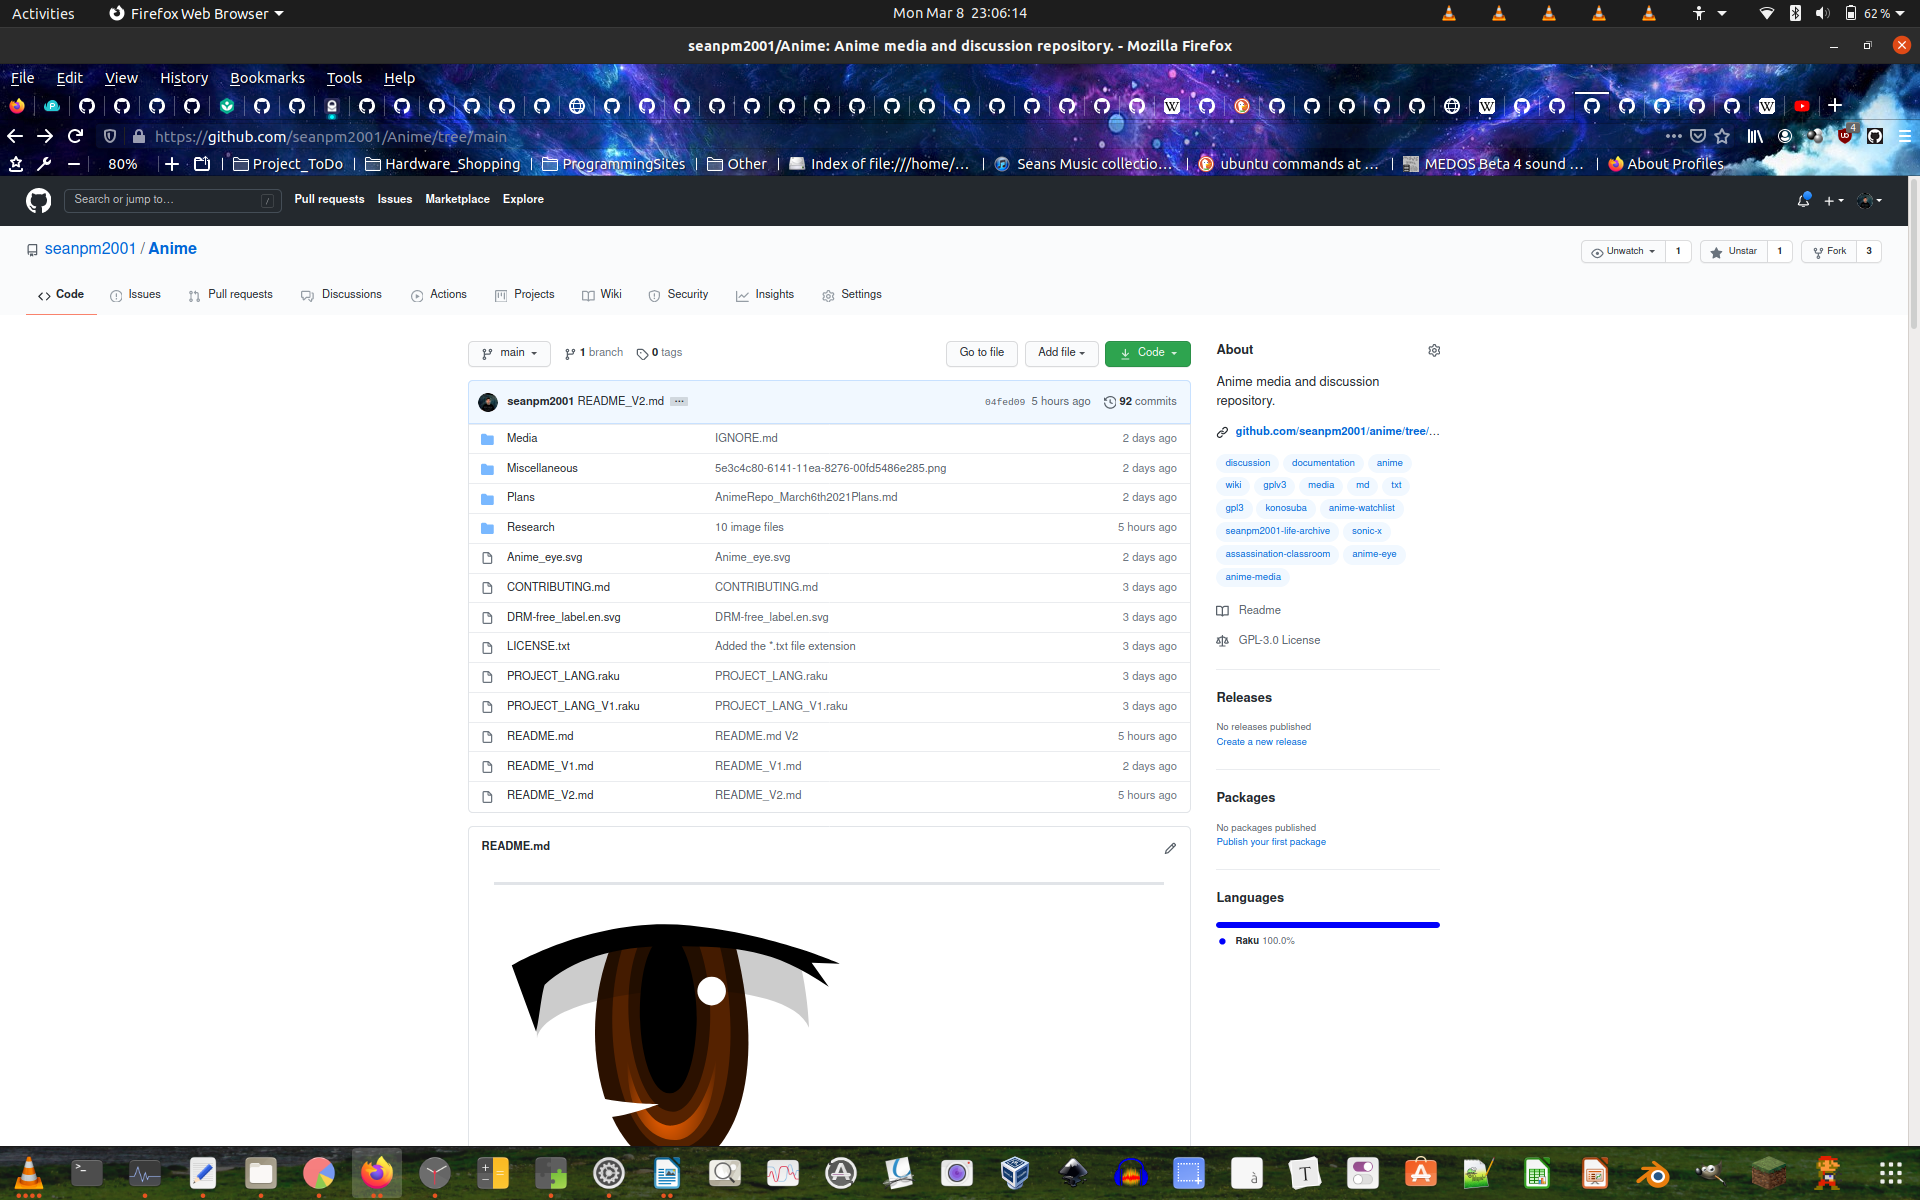 Activities Firefox Web Browser Mon Mar 8 23:06:14 62 %
seanpm2001/Anime: Anime media and discussion repository. - Mozilla Firefox
File Edit View History Bookmarks Tools Help
https://github.com/seanpm2001/Anime/tree/main
80% Project_ToDo Hardware_Shopping ProgrammingSites Other Index of file:///home/... Seans Music collectio... ubuntu commands at ... MEDOS Beta 4 sound ... About Profiles
Search or jump to... / Pull requests Issues Marketplace Explore
seanpm2001 / Anime Unwatch 1 Unstar 1 Fork 3
Code Issues Pull requests Discussions Actions Projects Wiki Security Insights Settings
main 1 branch 0 tags Go to file Add file Code
seanpm2001 README_V2.md ... 04fed09 5 hours ago 92 commits
Media IGNORE.md 2 days ago
Miscellaneous 5e3c4c80-6141-11ea-8276-00fd5486e285.png 2 days ago
Plans AnimeRepo_March6th2021Plans.md 2 days ago
Research 10 image files 5 hours ago
Anime_eye.svg Anime_eye.svg 2 days ago
CONTRIBUTING.md CONTRIBUTING.md 3 days ago
DRM-free_label.en.svg DRM-free_label.en.svg 3 days ago
LICENSE.txt Added the *.txt file extension 3 days ago
PROJECT_LANG.raku PROJECT_LANG.raku 3 days ago
PROJECT_LANG_V1.raku PROJECT_LANG_V1.raku 3 days ago
README.md README.md V2 5 hours ago
README_V1.md README_V1.md 2 days ago
README_V2.md README_V2.md 5 hours ago
README.md
About
Anime media and discussion
repository.
github.com/seanpm2001/anime/tree/...
discussion documentation anime
wiki gplv3 media md txt
gpl3 konosuba anime-watchlist
seanpm2001-life-archive sonic-x
assassination-classroom anime-eye
anime-media
Readme
GPL-3.0 License
Releases
No releases published
Create a new release
Packages
No packages published
Publish your first package
Languages
Raku 100.0%